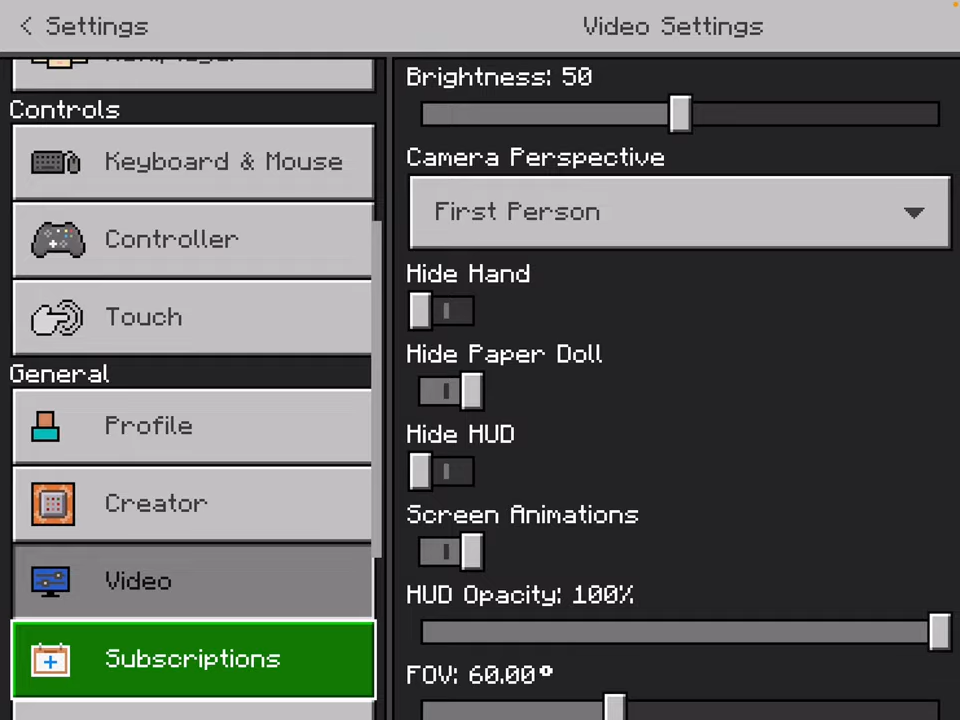 Settings
Video Settings
Controls
Keyboard & Mouse
Controller
Touch
General
Profile
Creator
Video
Subscriptions
Brightness: 50
Camera Perspective
First Person
Hide Hand
Hide Paper Doll
Hide HUD
Screen Animations
HUD Opacity: 100%
FOV: 60.00°